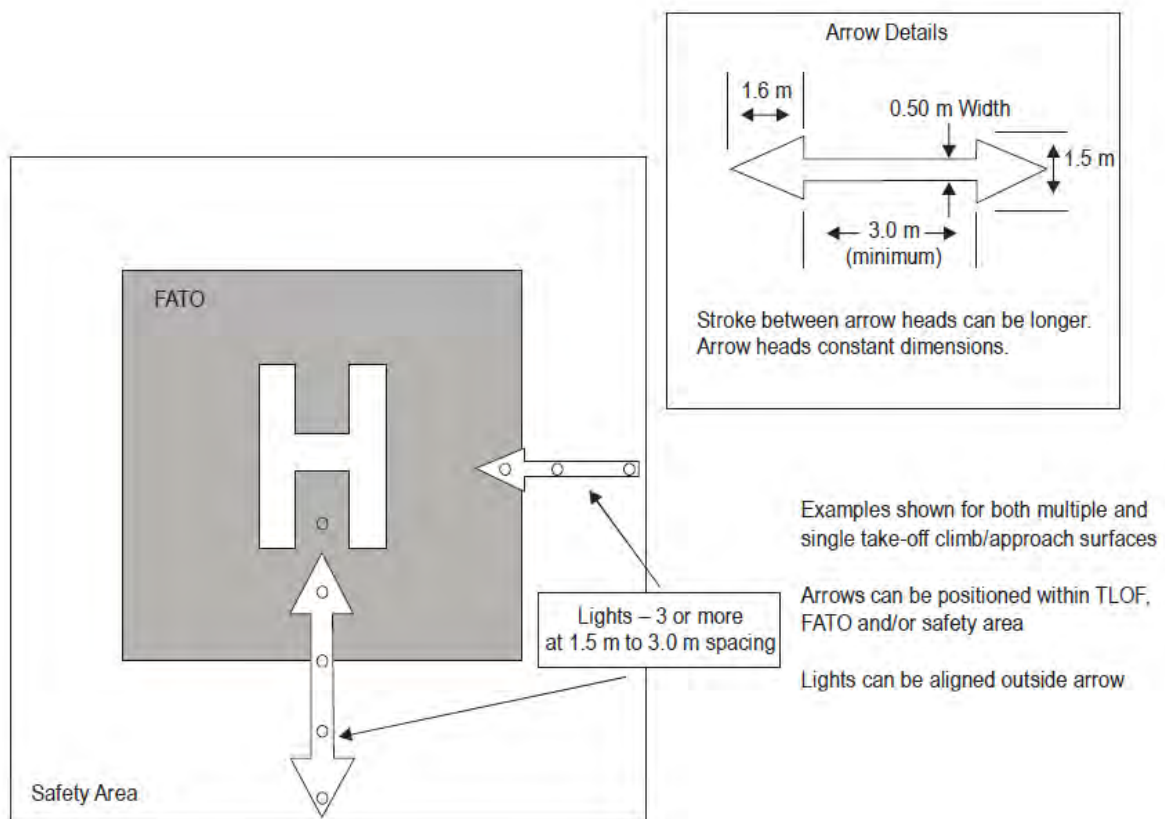 Arrow Details
1.6 m
0.50 m Width
1.5 m
3.0 m
(minimum)
Stroke between arrow heads can be longer.
Arrow heads constant dimensions.
FATO
H
Examples shown for both multiple and
single take-off climb/approach surfaces
Lights – 3 or more
at 1.5 m to 3.0 m spacing
Arrows can be positioned within TLOF,
FATO and/or safety area
Lights can be aligned outside arrow
Safety Area